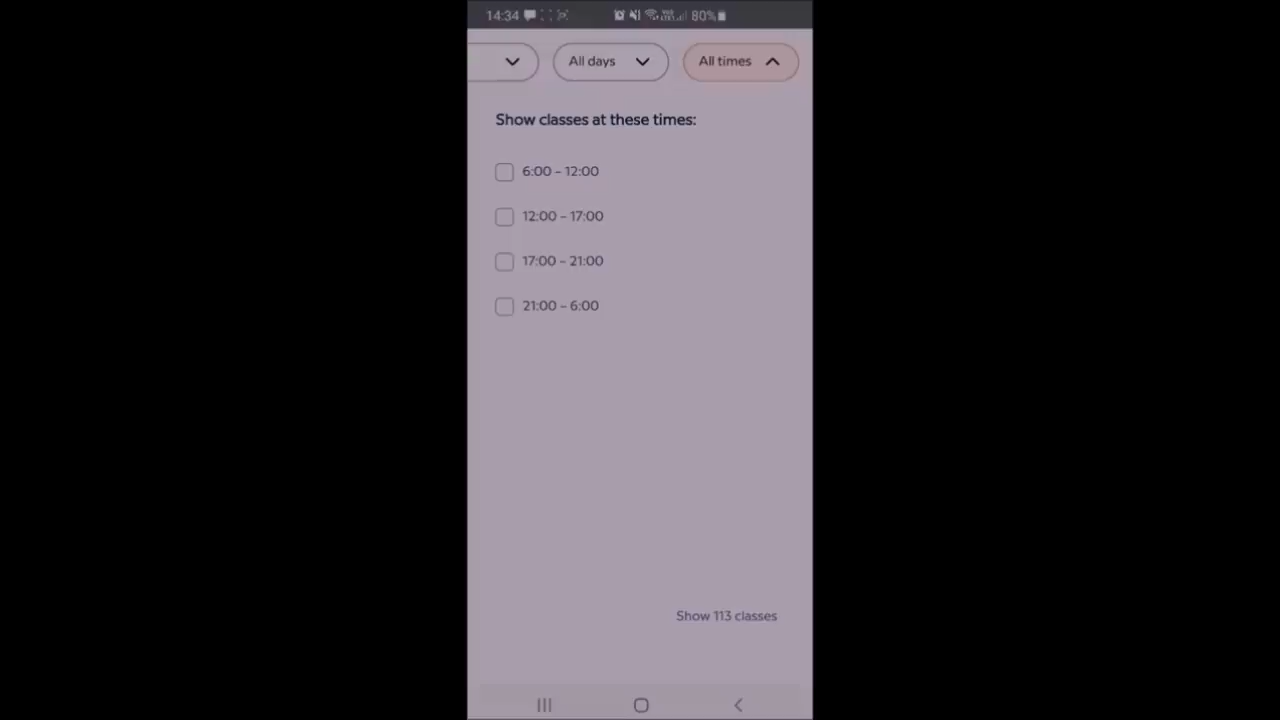 14:34 80%
All days All times
Show classes at these times:
6:00 – 12:00
12:00 – 17:00
17:00 – 21:00
21:00 – 6:00
Show 113 classes